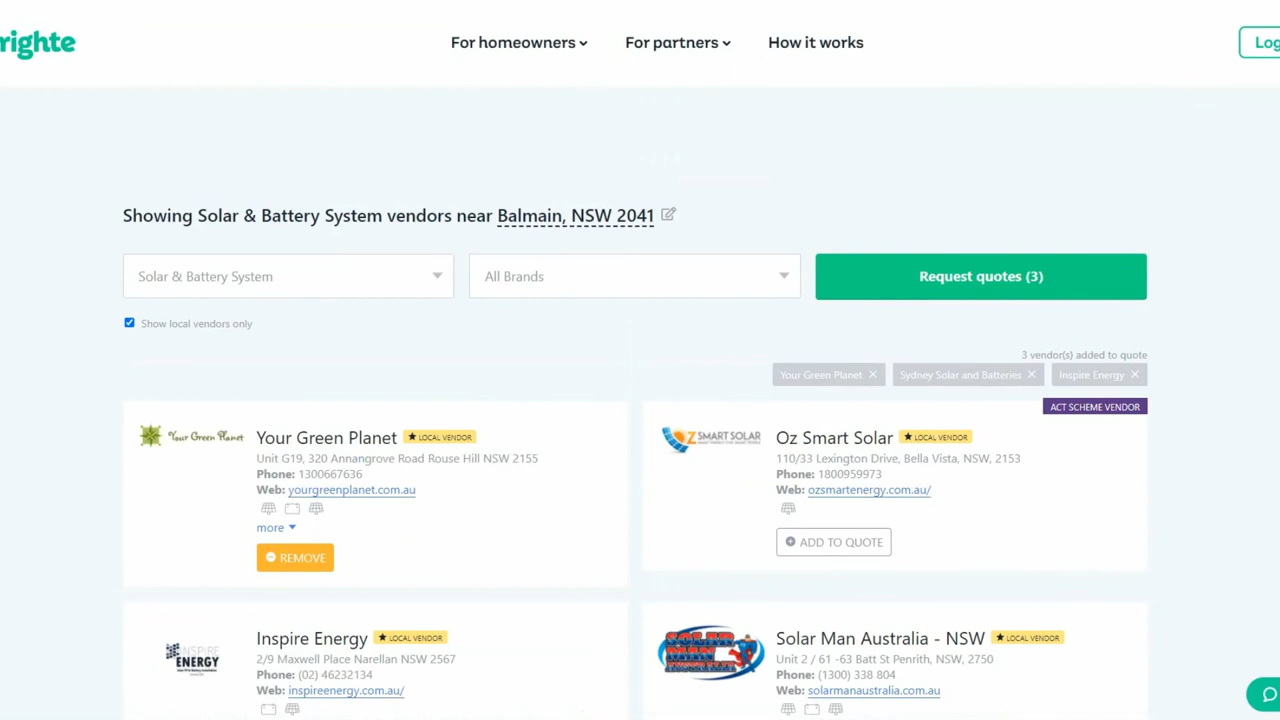 righte
For homeowners
For partners
How it works
Log
Showing Solar & Battery System vendors near Balmain, NSW 2041
Solar & Battery System
All Brands
Request quotes (3)
Show local vendors only
3 vendor(s) added to quote
Your Green Planet
Sydney Solar and Batteries
Inspire Energy
ACT SCHEME VENDOR
Your Green Planet
Your Green Planet
LOCAL VENDOR
Unit G19, 320 Annangrove Road Rouse Hill NSW 2155
Phone: 1300667636
Web: yourgreenplanet.com.au
more
REMOVE
OZ SMART SOLAR
Oz Smart Solar
LOCAL VENDOR
110/33 Lexington Drive, Bella Vista, NSW, 2153
Phone: 1800959973
Web: ozsmartenergy.com.au/
ADD TO QUOTE
INSPIRE
ENERGY
Inspire Energy
LOCAL VENDOR
2/9 Maxwell Place Narellan NSW 2567
Phone: (02) 46232134
Web: inspireenergy.com.au/
SOLAR
MAN
Solar Man Australia - NSW
LOCAL VENDOR
Unit 2 / 61 -63 Batt St Penrith, NSW, 2750
Phone: (1300) 338 804
Web: solarmanaustralia.com.au